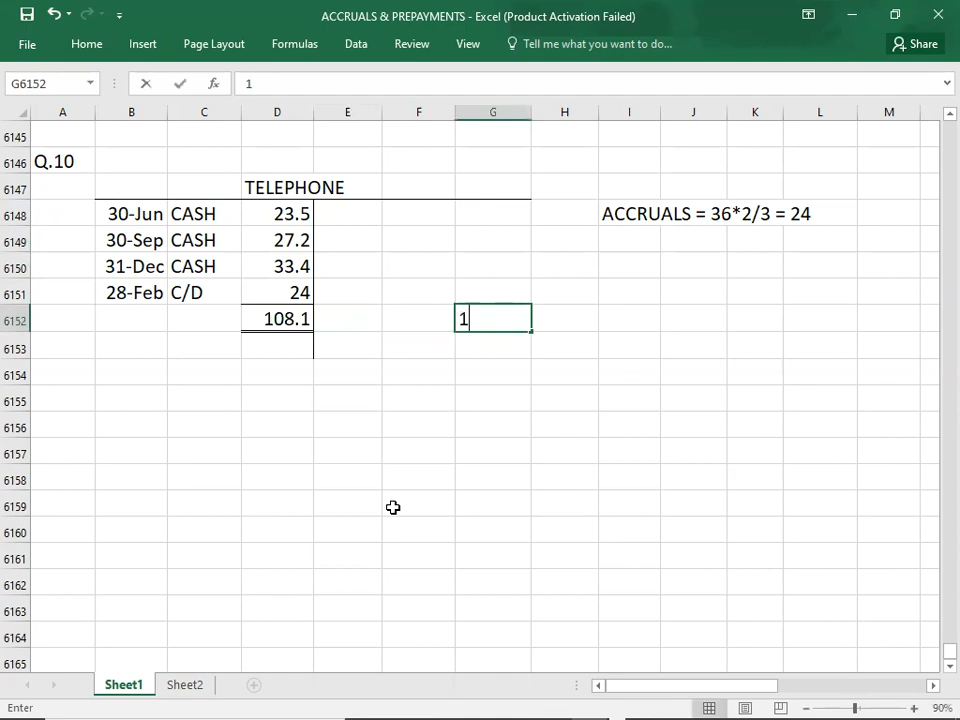 ACCRUALS & PREPAYMENTS - Excel (Product Activation Failed)
File Home Insert Page Layout Formulas Data Review View Tell me what you want to do... Share
G6152 fx 1
A B C D E F G H I J K L M
6145
6146 Q.10
6147 TELEPHONE
6148 30-Jun CASH 23.5 ACCRUALS = 36*2/3 = 24
6149 30-Sep CASH 27.2
6150 31-Dec CASH 33.4
6151 28-Feb C/D 24
6152 108.1 1
6153
6154
6155
6156
6157
6158
6159
6160
6161
6162
6163
6164
6165
Sheet1 Sheet2
Enter 90%